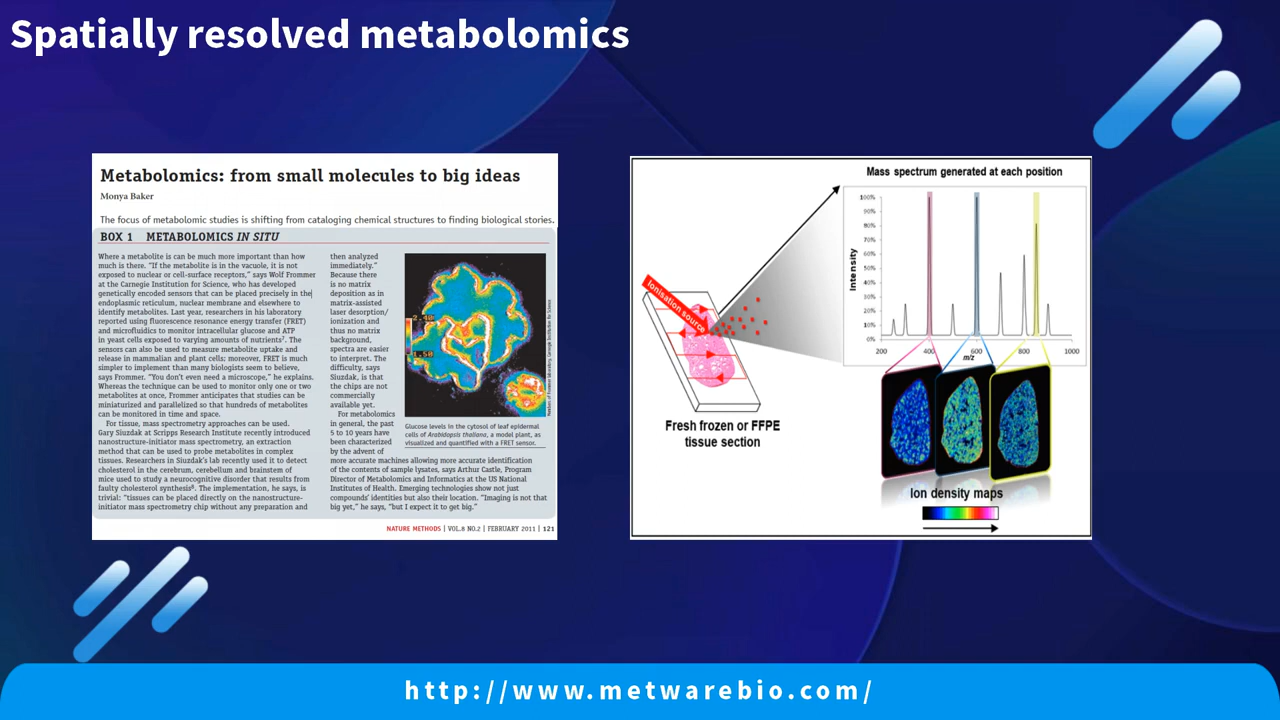 Spatially resolved metabolomics
Metabolomics: from small molecules to big ideas
Monya Baker
The focus of metabolomic studies is shifting from cataloging chemical structures to finding biological stories.
BOX 1 METABOLOMICS IN SITU
Where a metabolite is can be much more important than how
much is there. "If the metabolite is in the vacuole, it is not
exposed to nuclear or cell-surface receptors," says Wolf Frommer
at the Carnegie Institution for Science, who has developed
genetically encoded sensors that can be placed precisely in the
endoplasmic reticulum, nuclear membrane and elsewhere to
identify metabolites. Last year, researchers in his laboratory
reported using fluorescence resonance energy transfer (FRET)
and microfluidics to monitor intracellular glucose and ATP
in yeast cells exposed to varying amounts of nutrients⁷. The
sensors can also be used to measure metabolite uptake and
release in mammalian and plant cells; moreover, FRET is much
simpler to implement than many biologists seem to believe,
says Frommer. "You don't even need a microscope," he explains.
Whereas the technique can be used to monitor only one or two
metabolites at once, Frommer anticipates that studies can be
miniaturized and parallelized so that hundreds of metabolites
can be monitored in time and space.
For tissue, mass spectrometry approaches can be used.
Gary Siuzdak at Scripps Research Institute recently introduced
nanostructure-initiator mass spectrometry, an extraction
method that can be used to probe metabolites in complex
tissues. Researchers in Siuzdak's lab recently used it to detect
cholesterol in the cerebrum, cerebellum and brainstem of
mice used to study a neurocognitive disorder that results from
faulty cholesterol synthesis⁸. The implementation, he says, is
trivial: "tissues can be placed directly on the nanostructure-
initiator mass spectrometry chip without any preparation and
then analyzed
immediately."
Because there
is no matrix
deposition as in
matrix-assisted
laser desorption/
ionization and
thus no matrix
background,
spectra are easier
to interpret. The
difficulty, says
Siuzdak, is that
the chips are not
commercially
available yet.
For metabolomics
in general, the past
5 to 10 years have
been characterized
by the advent of
more accurate machines allowing more accurate identification
of the contents of sample lysates, says Arthur Castle, Program
Director of Metabolomics and Informatics at the US National
Institutes of Health. Emerging technologies show not just
compounds' identities but also their location. "Imaging is not that
big yet," he says, "but I expect it to get big."
2.40
1.50
Glucose levels in the cytosol of leaf epidermal
cells of Arabidopsis thaliana, a model plant, as
visualized and quantified with a FRET sensor.
NATURE METHODS | VOL.8 NO.2 | FEBRUARY 2011 | 121
Mass spectrum generated at each position
100%
90%
80%
70%
60%
50%
40%
30%
20%
10%
0%
Intensity
200 400 600 800 1000
m/z
Ionisation source
Fresh frozen or FFPE
tissue section
Ion density maps
http://www.metwarebio.com/